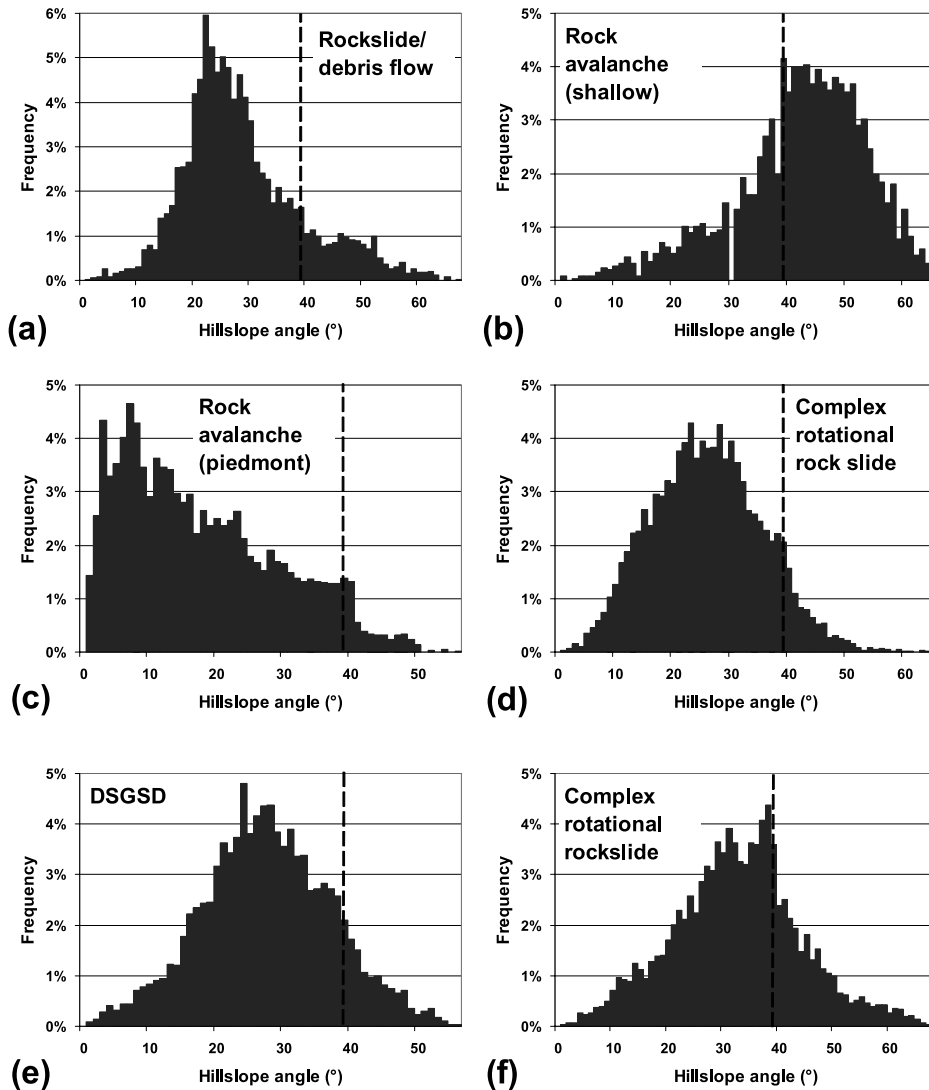 6%
5%
4%
3%
2%
1%
0%
Frequency
Rockslide/
debris flow
0 10 20 30 40 50 60
Hillslope angle (°)
(a)
5%
4%
3%
2%
1%
0%
Frequency
Rock
avalanche
(shallow)
0 10 20 30 40 50 60
Hillslope angle (°)
(b)
5%
4%
3%
2%
1%
0%
Frequency
Rock
avalanche
(piedmont)
0 10 20 30 40 50
Hillslope angle (°)
(c)
5%
4%
3%
2%
1%
0%
Frequency
Complex
rotational
rock slide
0 10 20 30 40 50 60
Hillslope angle (°)
(d)
5%
4%
3%
2%
1%
0%
Frequency
DSGSD
0 10 20 30 40 50
Hillslope angle (°)
(e)
5%
4%
3%
2%
1%
0%
Frequency
Complex
rotational
rockslide
0 10 20 30 40 50 60
Hillslope angle (°)
(f)